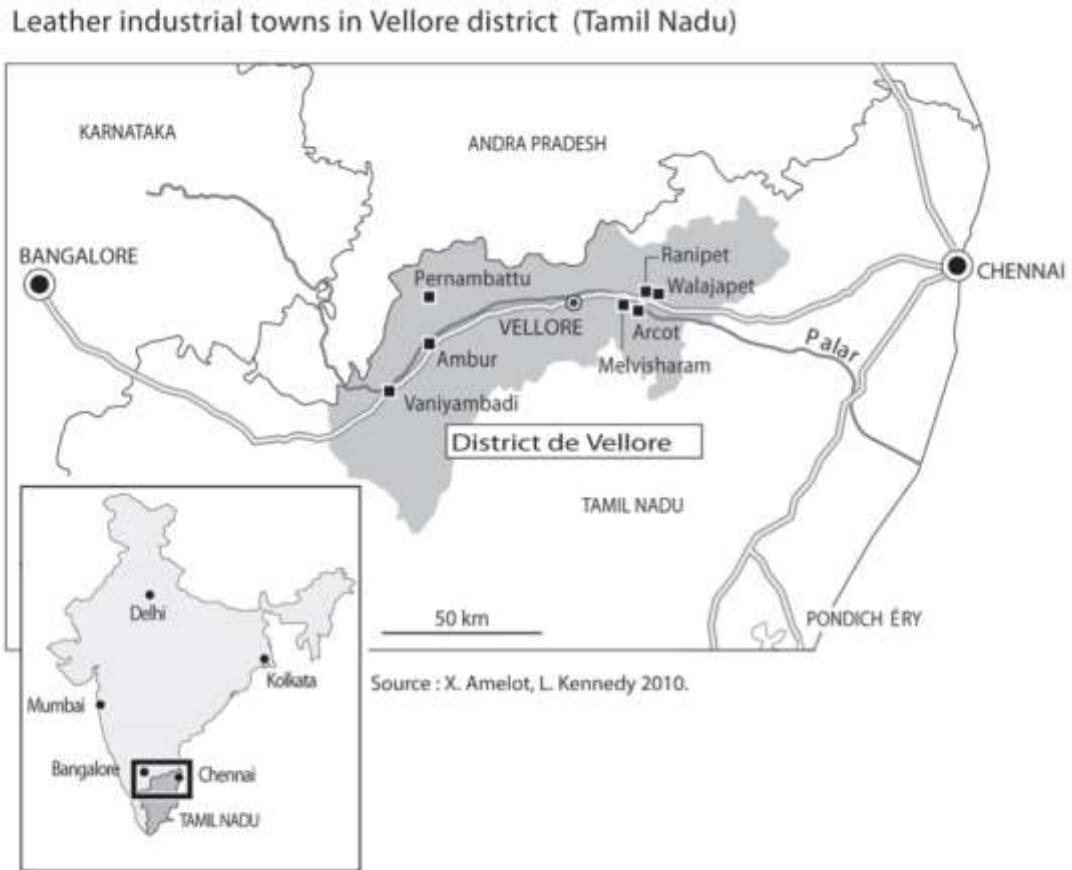 Leather industrial towns in Vellore district (Tamil Nadu)
KARNATAKA
ANDRA PRADESH
BANGALORE
Pernambattu
Ranipet
Walajapet
CHENNAI
VELLORE
Arcot
Palar
Ambur
Melvisharam
Vaniyambadi
District de Vellore
TAMIL NADU
Delhi
50 km
PONDICH ÉRY
Kolkata
Source : X. Amelot, L. Kennedy 2010.
Mumbai
Bangalore
Chennai
TAMIL NADU